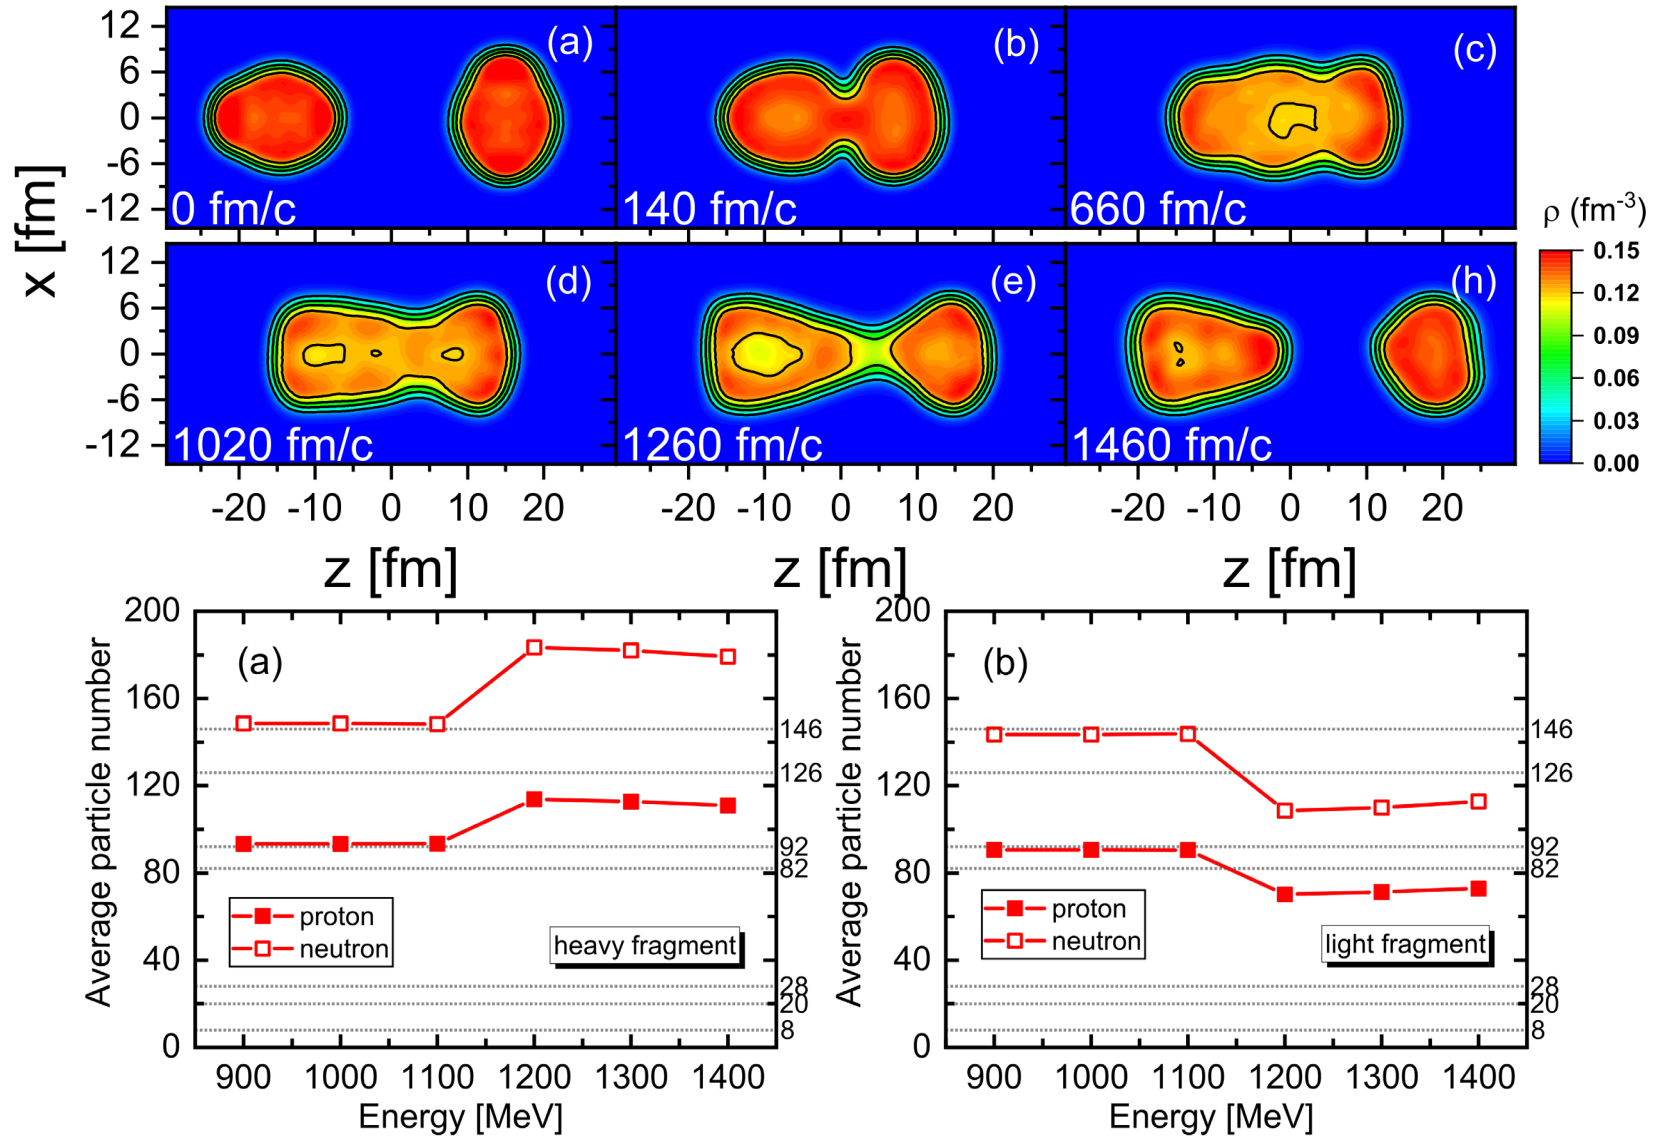 12
6
0
-6
-12
(a)
0 fm/c
(b)
140 fm/c
(c)
660 fm/c
x [fm]
12
6
0
-6
-12
(d)
1020 fm/c
(e)
1260 fm/c
(h)
1460 fm/c
ρ (fm-3)
0.15
0.12
0.09
0.06
0.03
0.00
-20 -10 0 10 20
-20 -10 0 10 20
-20 -10 0 10 20
z [fm]
z [fm]
z [fm]
Average particle number
200
160
120
80
40
0
(a)
146
126
92
82
28
20
8
proton
neutron
heavy fragment
900 1000 1100 1200 1300 1400
Energy [MeV]
Average particle number
200
160
120
80
40
0
(b)
146
126
92
82
28
20
8
proton
neutron
light fragment
900 1000 1100 1200 1300 1400
Energy [MeV]